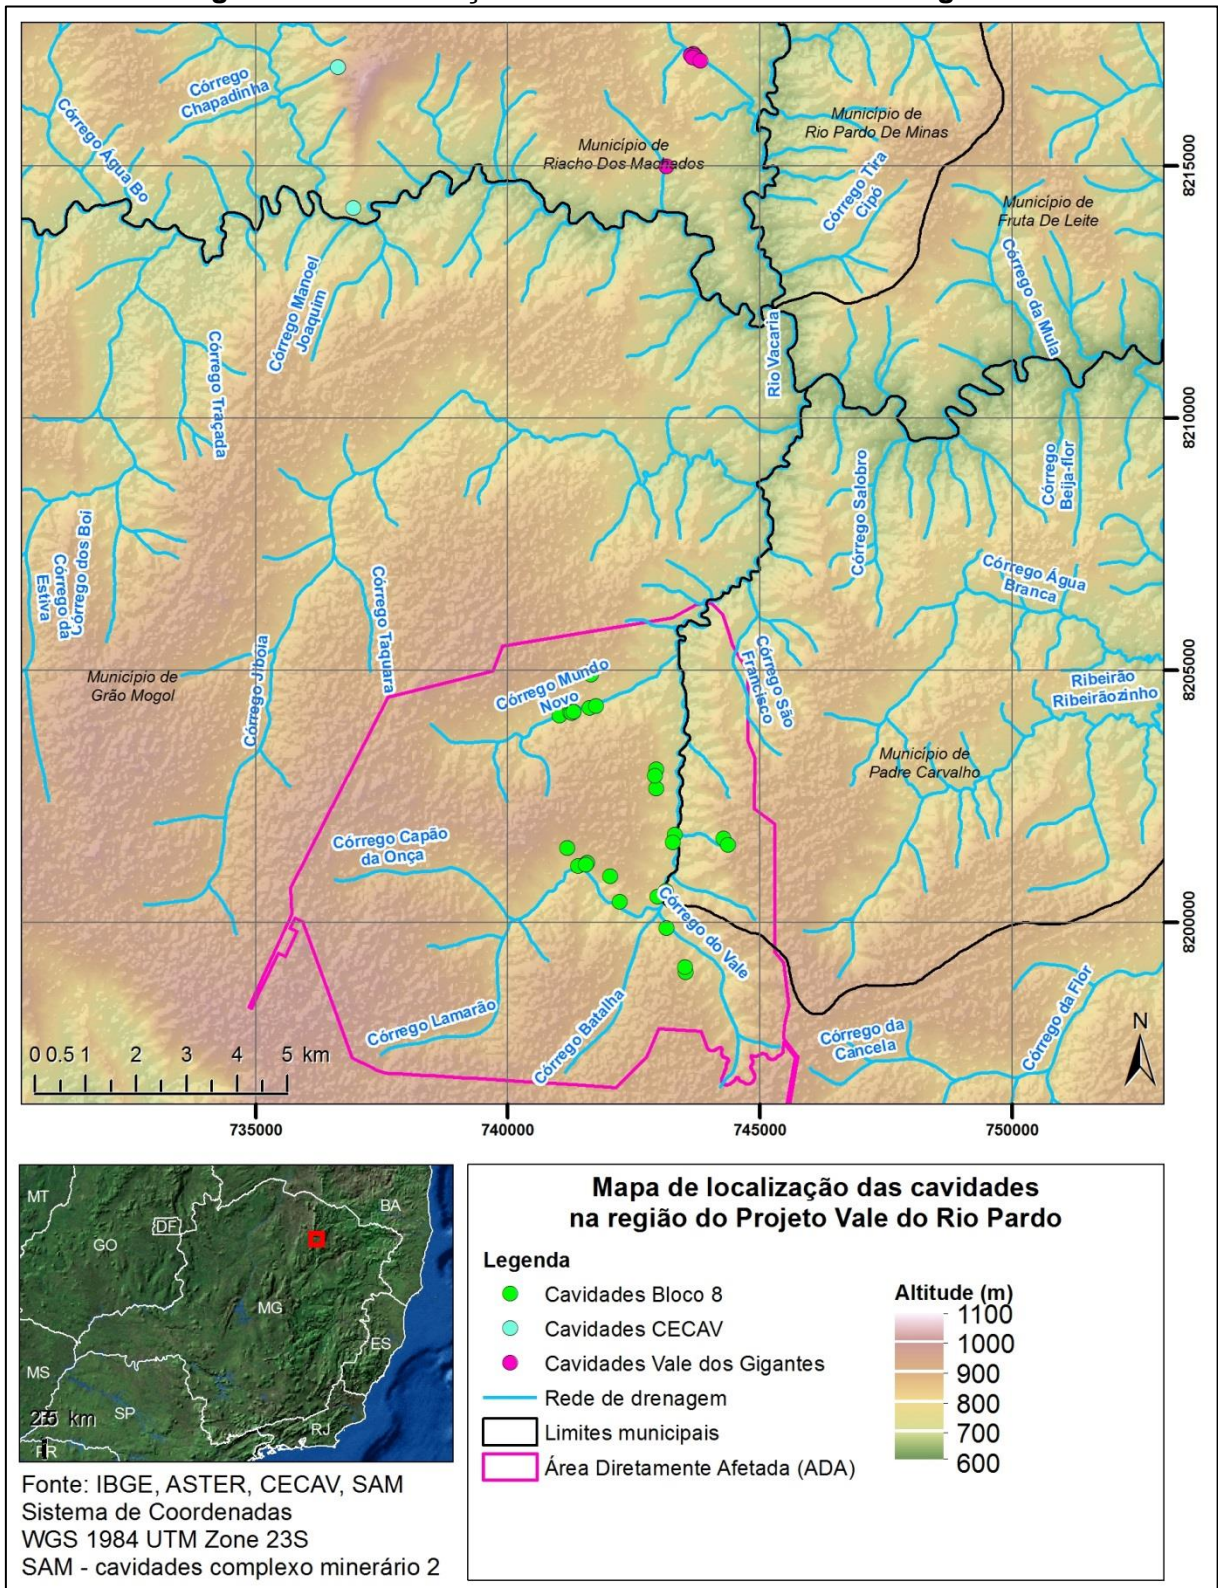 Córrego
Chapadinha
Córrego Água Bo
Município de
Riacho Dos Machados
Município de
Rio Pardo De Minas
Córrego Tira
Cipó
Município de
Fruta De Leite
Córrego da Mula
Córrego Manoel
Joaquim
Córrego Traçada
Rio Vacaria
Córrego Salobro
Córrego
Beija-flor
Córrego dos Boi
Córrego da
Estiva
Córrego Água
Branca
Município de
Grão Mogol
Córrego Jibóia
Córrego Taquara
Córrego Mundo
Novo
Córrego São
Francisco
Ribeirão
Ribeirãozinho
Município de
Padre Carvalho
Córrego Capão
da Onça
Córrego do Vale
Córrego Lamarão
Córrego Batalha
Córrego da
Cancela
Córrego da Flor
8215000
8210000
8205000
8200000
N
0 0.5 1 2 3 4 5 km
735000 740000 745000 750000
MT
BA
DF
GO
MG
ES
MS
SP
RJ
PR
km
Mapa de localização das cavidades
na região do Projeto Vale do Rio Pardo
Legenda
Cavidades Bloco 8
Cavidades CECAV
Cavidades Vale dos Gigantes
Rede de drenagem
Limites municipais
Área Diretamente Afetada (ADA)
Altitude (m)
1100
1000
900
800
700
600
Fonte: IBGE, ASTER, CECAV, SAM
Sistema de Coordenadas
WGS 1984 UTM Zone 23S
SAM - cavidades complexo minerário 2